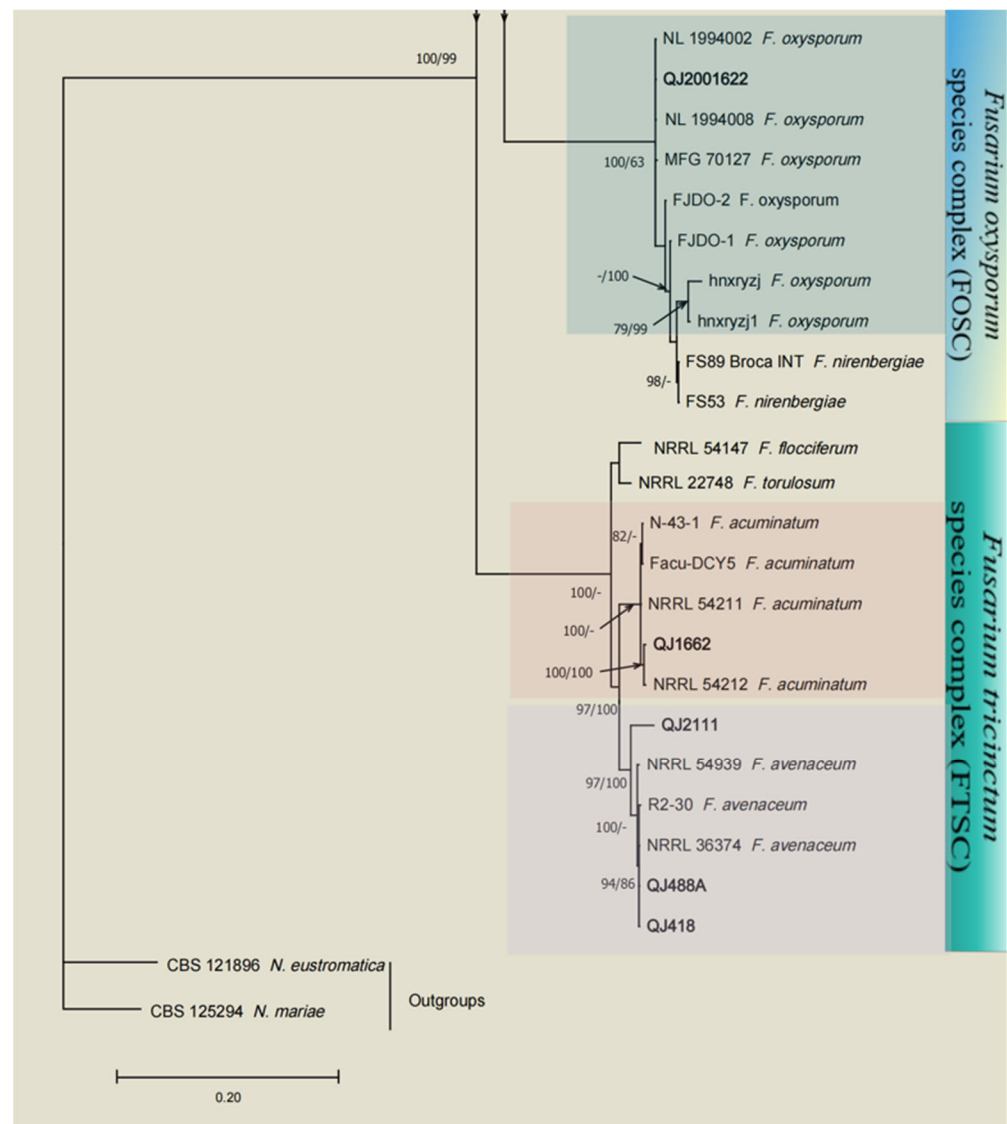 100/99
NL 1994002 F. oxysporum
QJ2001622
NL 1994008 F. oxysporum
100/63
MFG 70127 F. oxysporum
FJDO-2 F. oxysporum
FJDO-1 F. oxysporum
-/100
hnxryzj F. oxysporum
79/99
hnxryzj1 F. oxysporum
FS89 Broca INT F. nirenbergiae
98/-
FS53 F. nirenbergiae
Fusarium oxysporum
species complex (FOSC)
NRRL 54147 F. flocciferum
NRRL 22748 F. torulosum
N-43-1 F. acuminatum
82/-
Facu-DCY5 F. acuminatum
100/-
NRRL 54211 F. acuminatum
100/-
QJ1662
100/100
NRRL 54212 F. acuminatum
97/100
QJ2111
NRRL 54939 F. avenaceum
97/100
R2-30 F. avenaceum
100/-
NRRL 36374 F. avenaceum
94/86
QJ488A
QJ418
Fusarium tricinctum
species complex (FTSC)
CBS 121896 N. eustromatica
CBS 125294 N. mariae
Outgroups
0.20